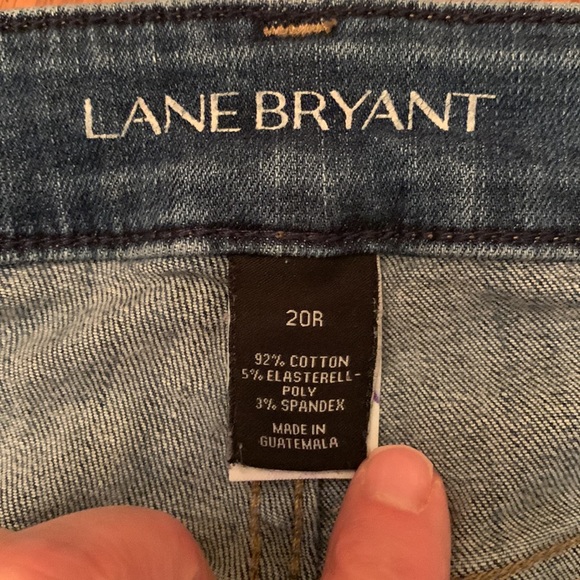 LANE BRYANT
20R
92% COTTON
5% ELASTERELL-
POLY
3% SPANDEX
MADE IN
GUATEMALA